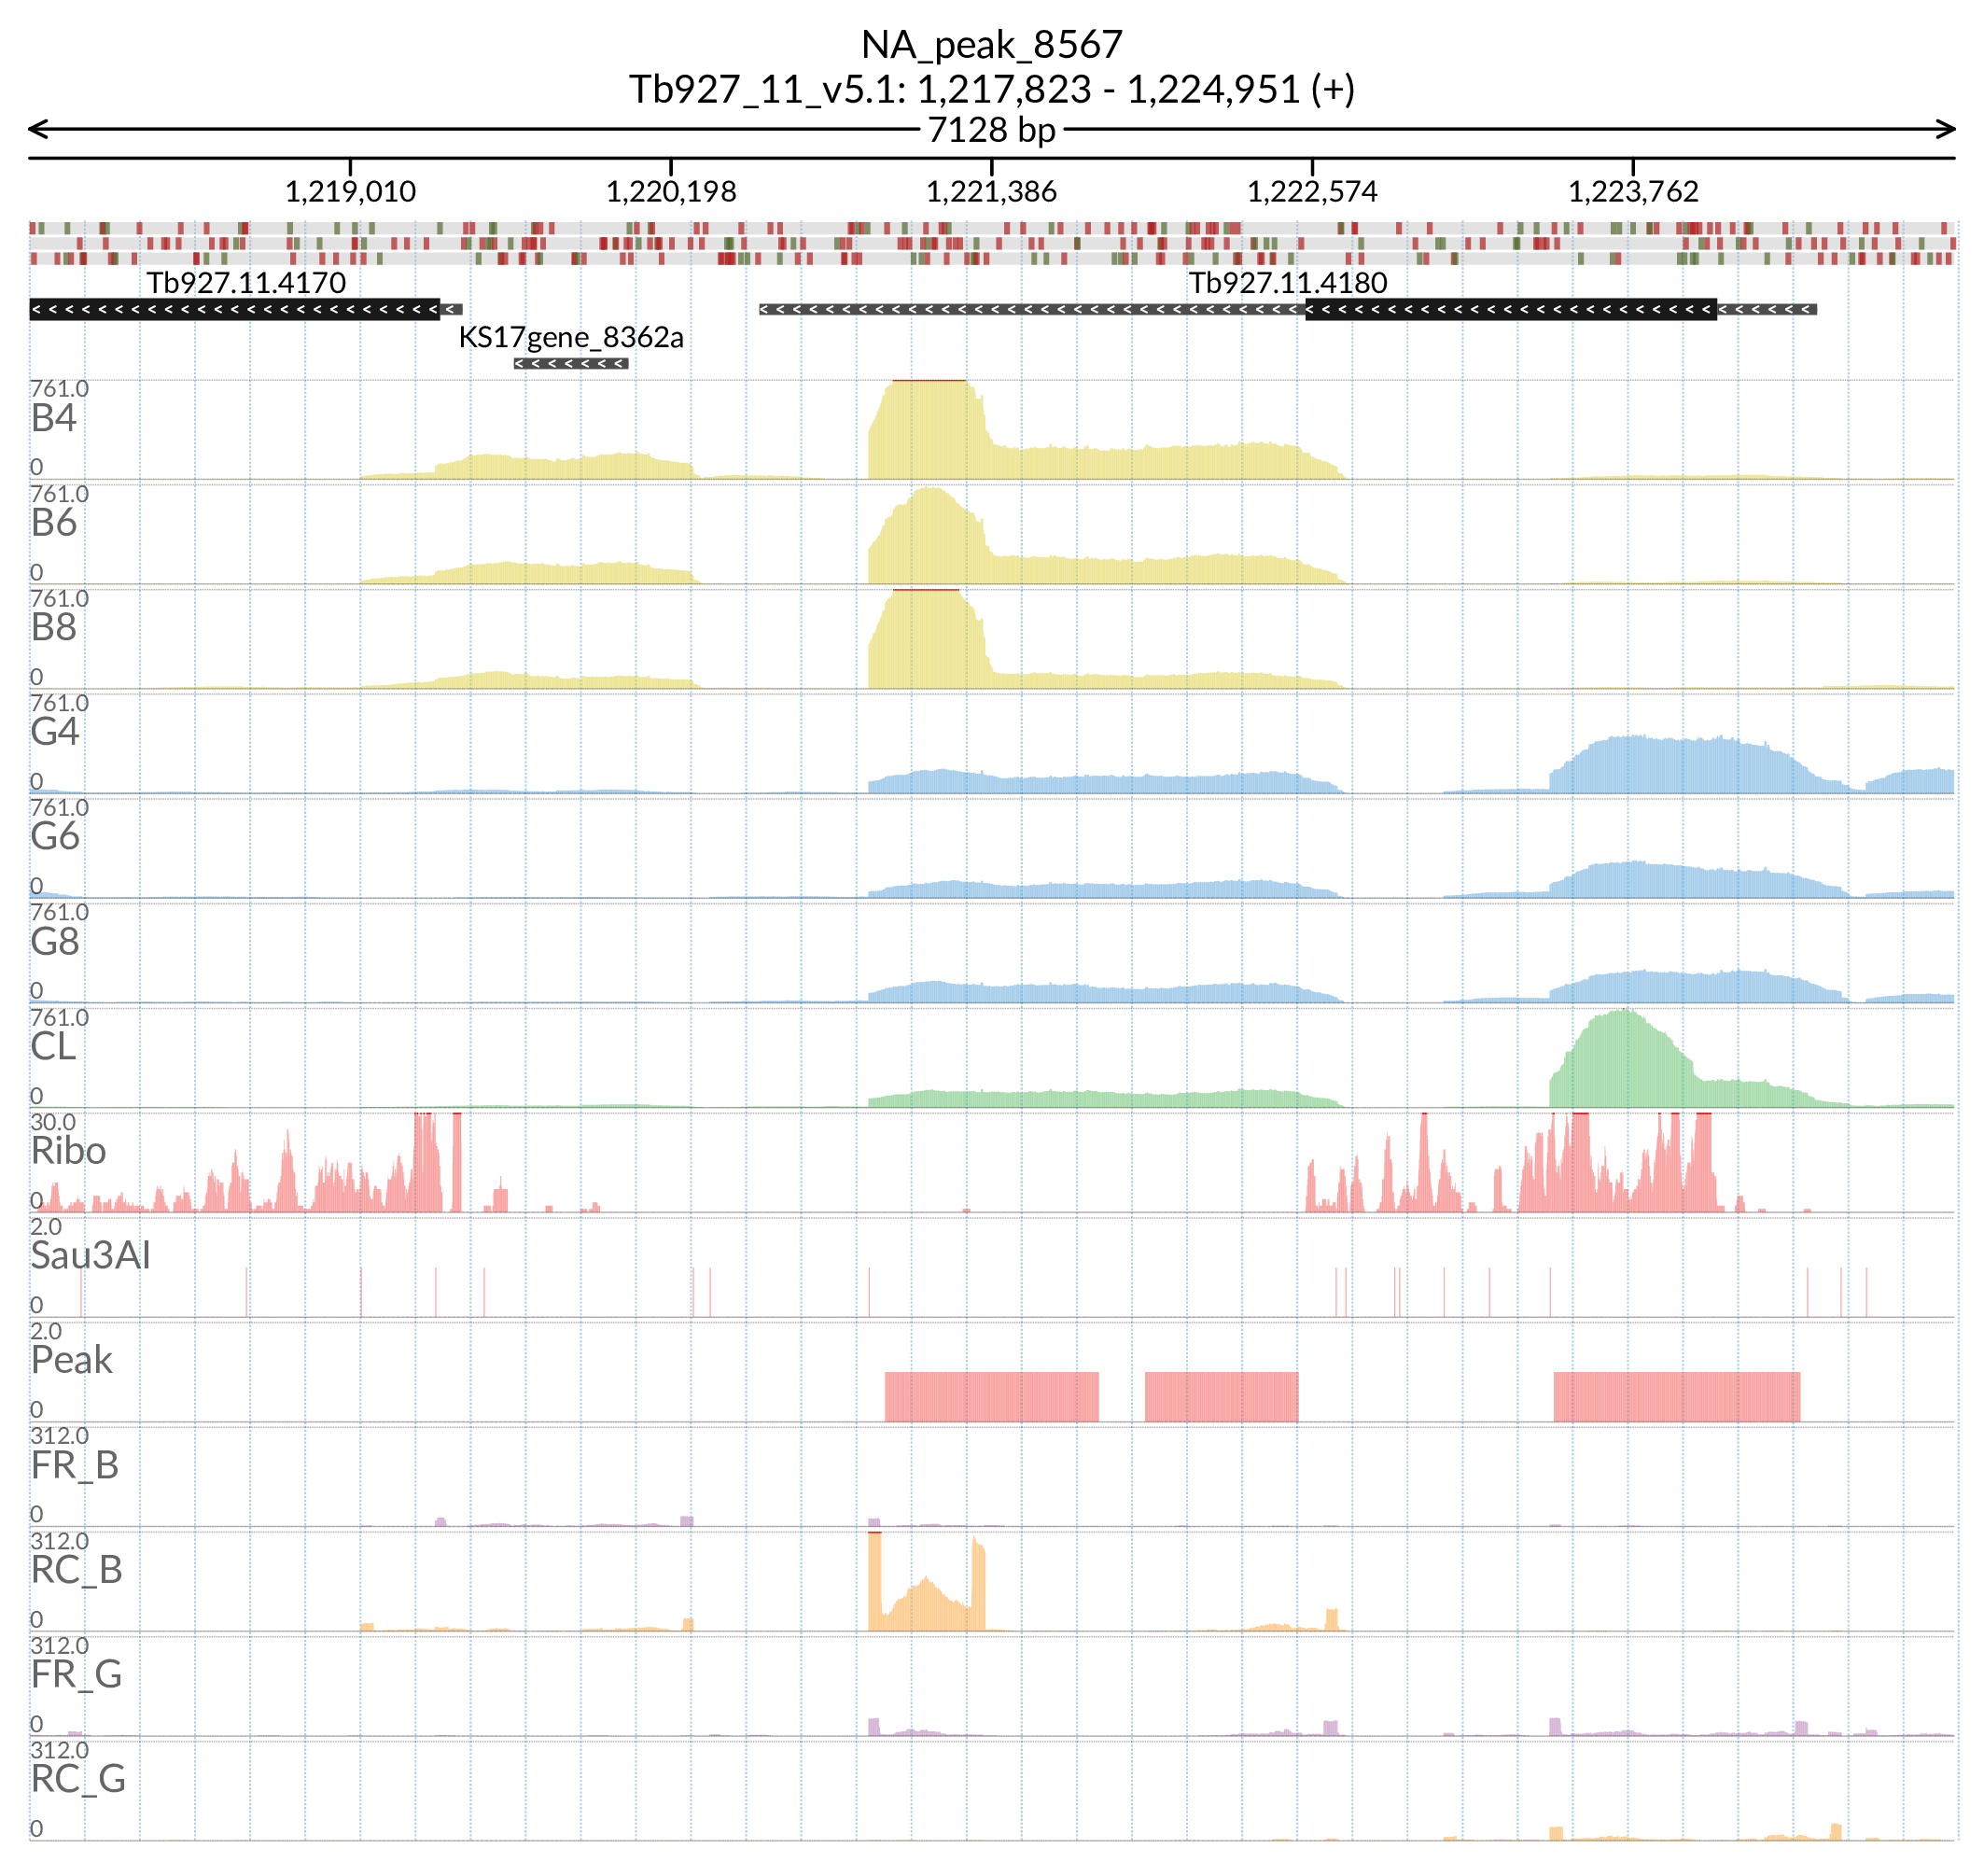 NA_peak_8567
Tb927_11_v5.1: 1,217,823 - 1,224,951 (+)
7128 bp
1,219,010 1,220,198 1,221,386 1,222,574 1,223,762
Tb927.11.4170 Tb927.11.4180
KS17gene_8362a
761.0
B4
0
761.0
B6
0
761.0
B8
0
761.0
G4
0
761.0
G6
0
761.0
G8
0
761.0
CL
0
30.0
Ribo
0
2.0
Sau3AI
0
2.0
Peak
0
312.0
FR_B
0
312.0
RC_B
0
312.0
FR_G
0
312.0
RC_G
0